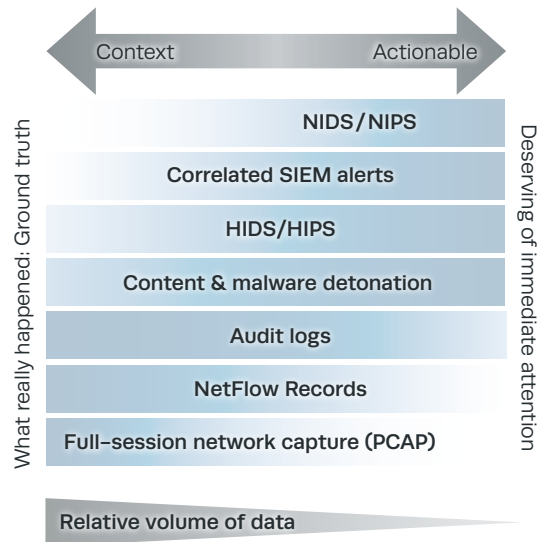 Context
Actionable
What really happened: Ground truth
NIDS/NIPS
Correlated SIEM alerts
HIDS/HIPS
Content & malware detonation
Audit logs
NetFlow Records
Full-session network capture (PCAP)
Deserving of immediate attention
Relative volume of data